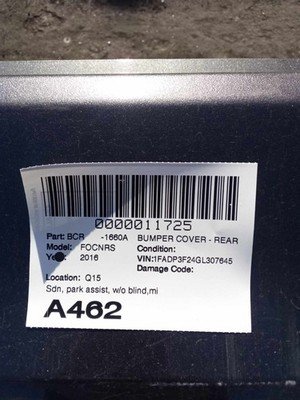 0000011725
Part: BCR -1660A BUMPER COVER - REAR
Model: FOCNRS Condition:
Year: 2016 VIN:1FADP3F24GL307645
Damage Code:
Location: Q15
Sdn, park assist, w/o blind,mi
A462